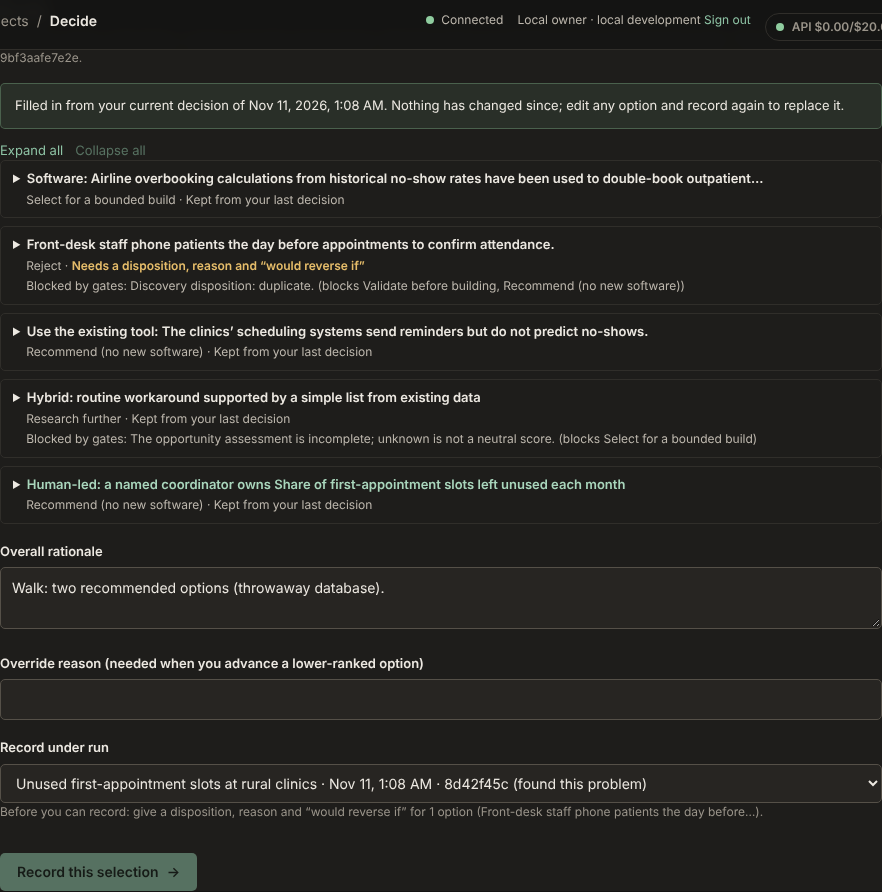 ects / Decide
Connected Local owner · local development Sign out
API $0.00/$20.
9bf3aafe7e2e.
Filled in from your current decision of Nov 11, 2026, 1:08 AM. Nothing has changed since; edit any option and record again to replace it.
Expand all Collapse all
▶ Software: Airline overbooking calculations from historical no-show rates have been used to double-book outpatient…
Select for a bounded build · Kept from your last decision
▶ Front-desk staff phone patients the day before appointments to confirm attendance.
Reject · Needs a disposition, reason and “would reverse if”
Blocked by gates: Discovery disposition: duplicate. (blocks Validate before building, Recommend (no new software))
▶ Use the existing tool: The clinics’ scheduling systems send reminders but do not predict no-shows.
Recommend (no new software) · Kept from your last decision
▶ Hybrid: routine workaround supported by a simple list from existing data
Research further · Kept from your last decision
Blocked by gates: The opportunity assessment is incomplete; unknown is not a neutral score. (blocks Select for a bounded build)
▶ Human-led: a named coordinator owns Share of first-appointment slots left unused each month
Recommend (no new software) · Kept from your last decision
Overall rationale
Walk: two recommended options (throwaway database).
Override reason (needed when you advance a lower-ranked option)
Record under run
Unused first-appointment slots at rural clinics · Nov 11, 1:08 AM · 8d42f45c (found this problem)
Before you can record: give a disposition, reason and “would reverse if” for 1 option (Front-desk staff phone patients the day before…).
Record this selection →